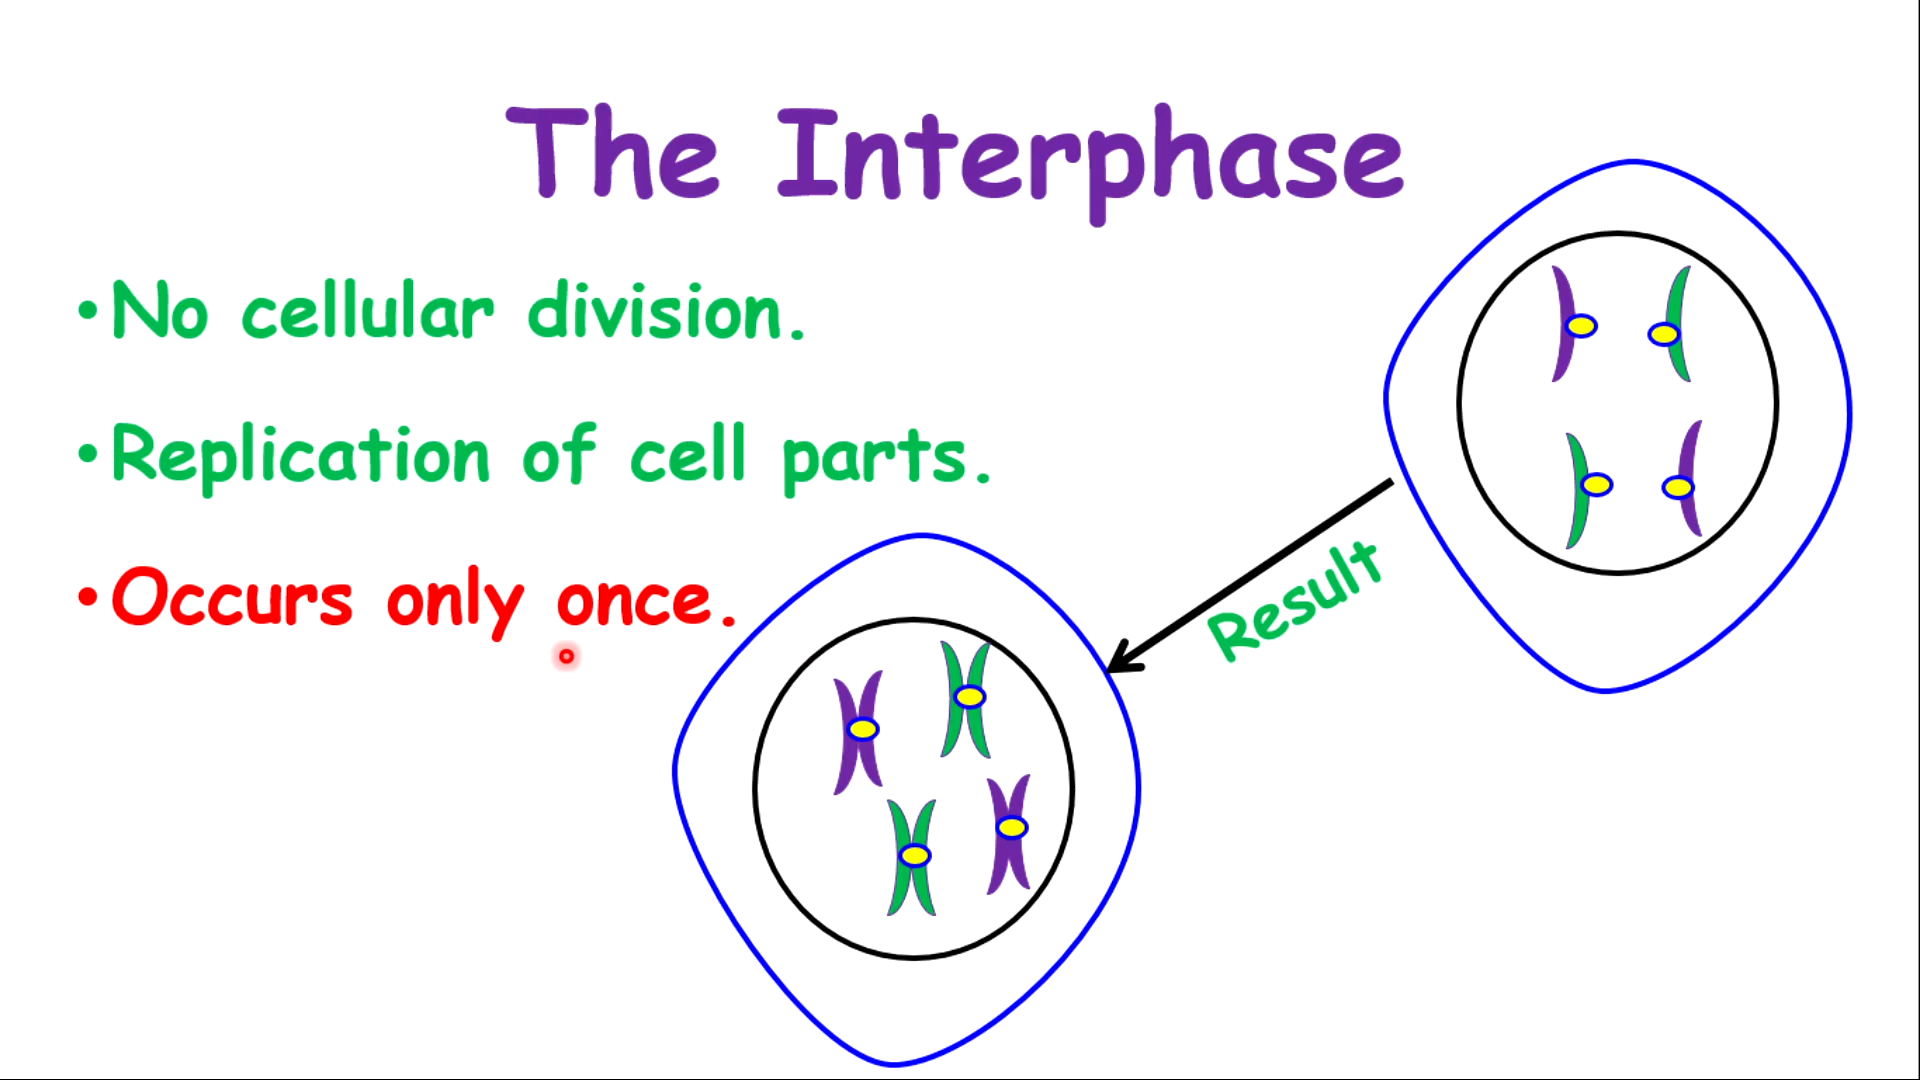 The Interphase
•No cellular division.
•Replication of cell parts.
•Occurs only once.
Result